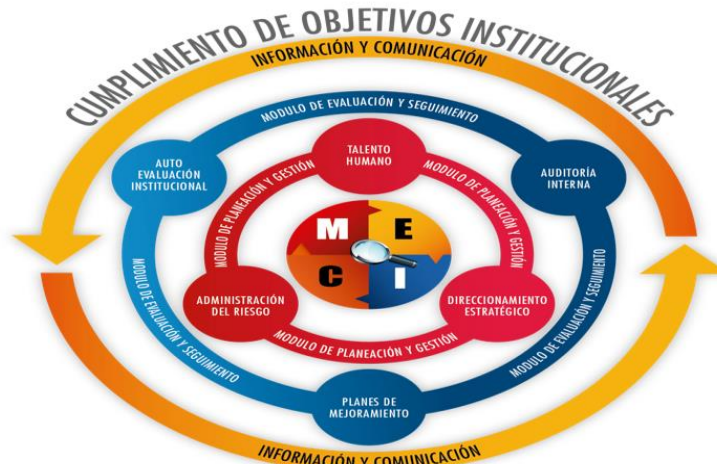 CUMPLIMIENTO DE OBJETIVOS INSTITUCIONALES
INFORMACIÓN Y COMUNICACIÓN
MODULO DE EVALUACIÓN Y SEGUIMIENTO
TALENTO
HUMANO
AUTO
EVALUACIÓN
INSTITUCIONAL
AUDITORÍA
INTERNA
MODULO DE PLANEACIÓN Y GESTIÓN
MODULO DE PLANEACIÓN Y GESTIÓN
M E
C I
ADMINISTRACIÓN
DEL RIESGO
DIRECCIONAMIENTO
ESTRATÉGICO
MODULO DE PLANEACIÓN Y GESTIÓN
MODULO DE EVALUACIÓN Y SEGUIMIENTO
MODULO DE EVALUACIÓN Y SEGUIMIENTO
PLANES DE
MEJORAMIENTO
INFORMACIÓN Y COMUNICACIÓN